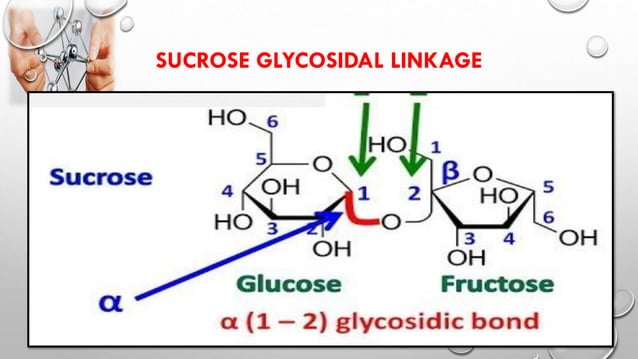 SUCROSE GLYCOSIDAL LINKAGE
HO 6
HO 1
5 O
β O
Sucrose
4 OH 1 2 HO 5
HO 3 2 O 6
OH 3 4 OH
OH
α Glucose Fructose
α (1 – 2) glycosidic bond